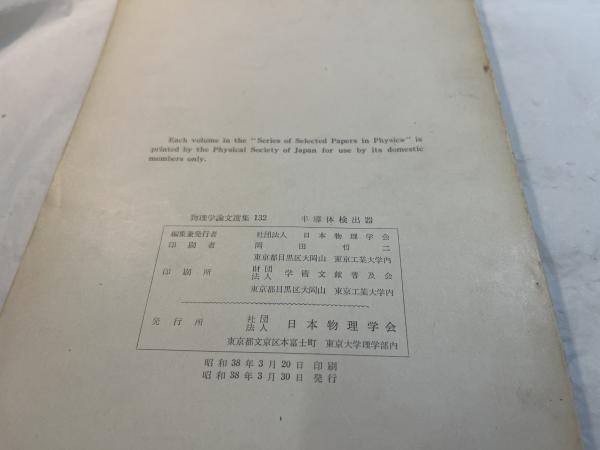 Each volume in the "Series of Selected Papers in Physics" is
printed by the Physical Society of Japan for use by its domestic
members only.
物理学論文選集 132 半導体検出器
編集兼発行者 社団法人 日本物理学会
印刷者 岡田哲二
東京都目黒区大岡山 東京工業大学内
印刷所 財団法人 学術文献普及会
東京都目黒区大岡山 東京工業大学内
発行所 社団法人 日本物理学会
東京都文京区本富士町 東京大学理学部内
昭和38年3月20日 印刷
昭和38年3月30日 発行